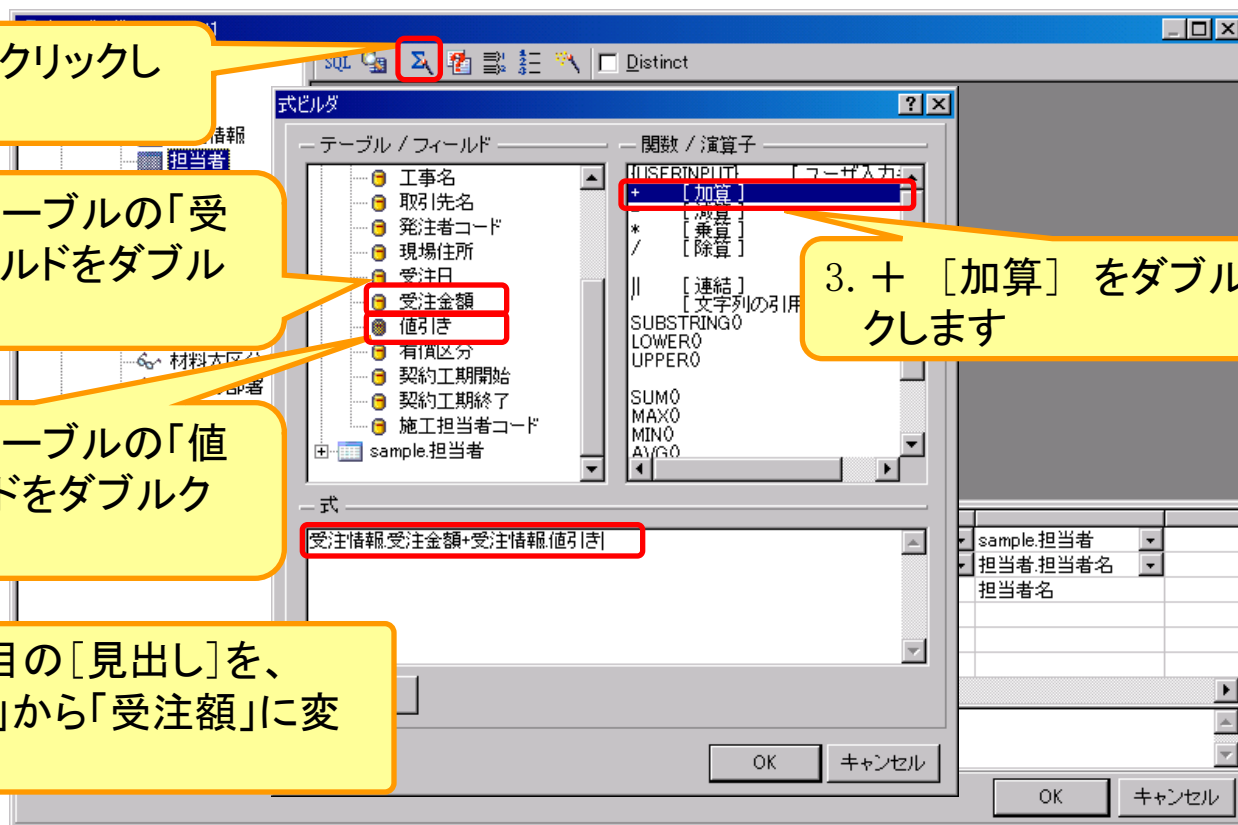 クリックし
SQL
Distinct
式ビルダ
情報
担当者
テーブル / フィールド
関数 / 演算子
工事名
取引先名
発注者コード
現場住所
受注日
受注金額
値引き
有償区分
契約工期開始
契約工期終了
施工担当者コード
sample.担当者
+ [ 加算 ]
- [ 減算 ]
* [ 乗算 ]
/ [ 除算 ]
|| [ 連結 ]
' [ 文字列の引用
SUBSTRING()
LOWER()
UPPER()
SUM()
MAX()
MIN()
AVG()
ーブルの「受
ルドをダブル
3. + ［加算］ をダブル
クします
材料大区分
部署
ーブルの「値
ドをダブルク
式
受注情報.受注金額+受注情報.値引き
sample.担当者
担当者.担当者名
担当者名
目の［見出し］を、
」から「受注額」に変
OK
キャンセル
OK
キャンセル